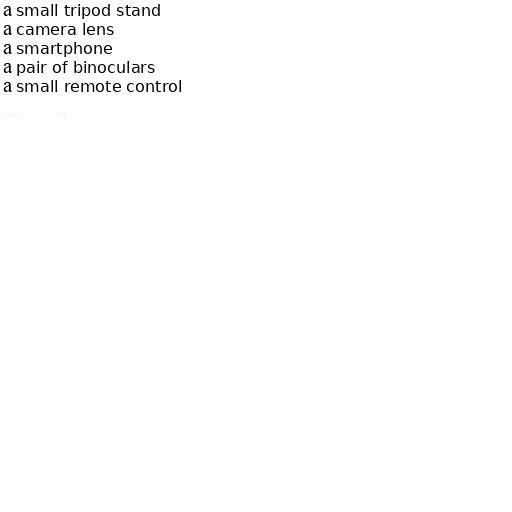 a small tripod stand
a camera lens
a smartphone
a pair of binoculars
a small remote control